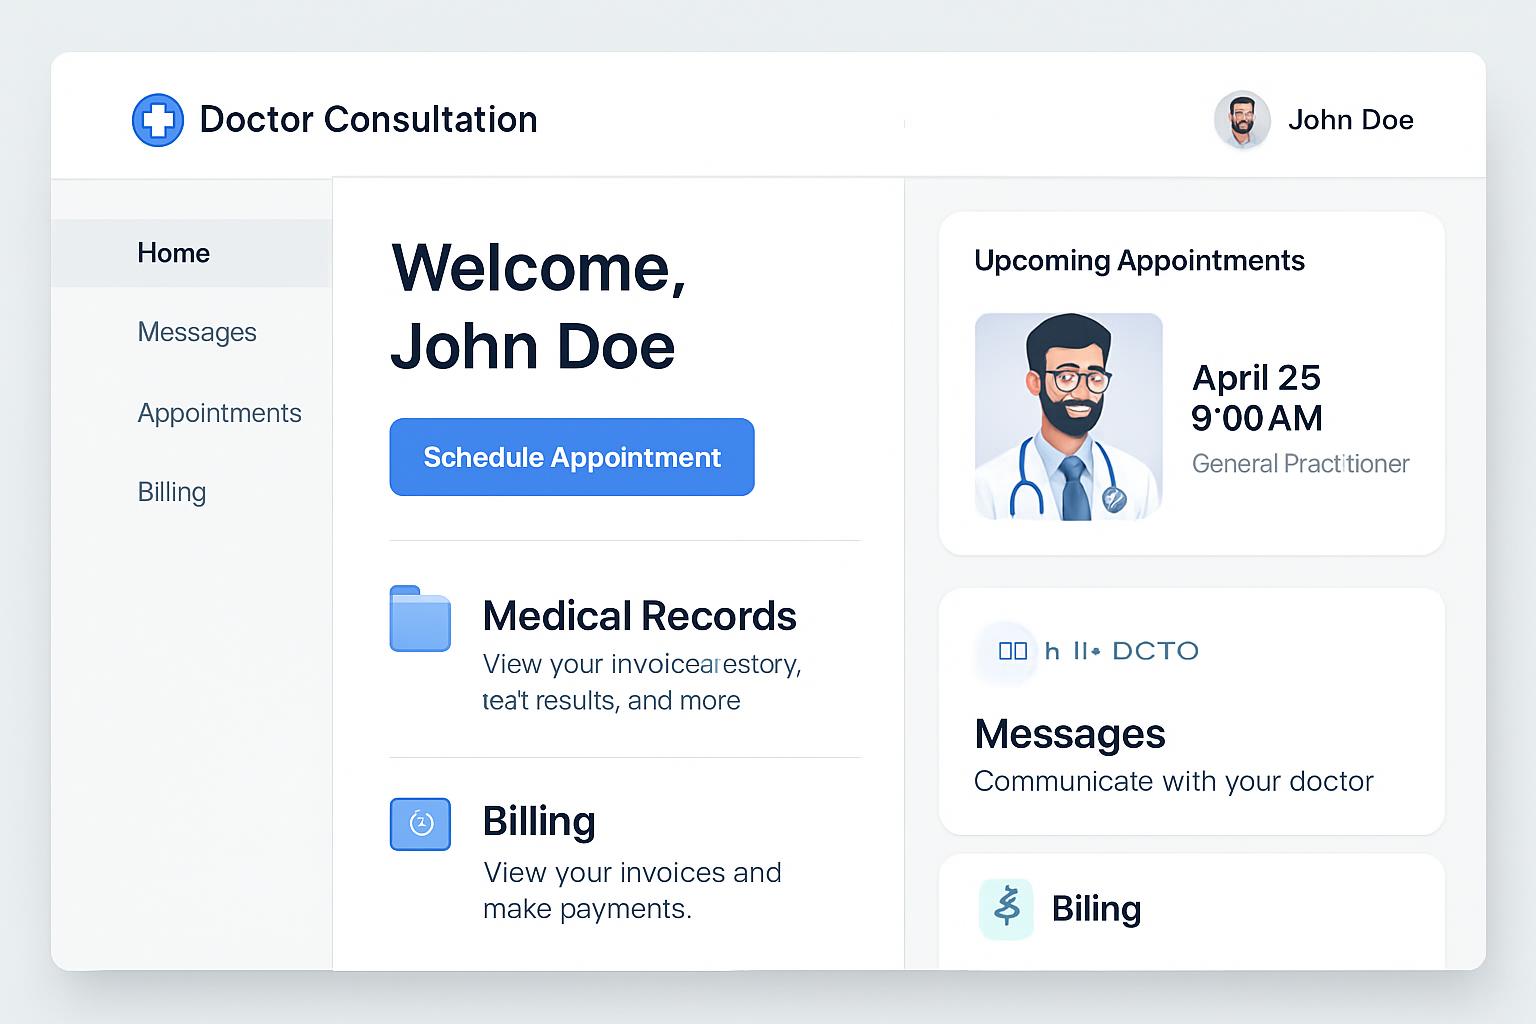 Doctor Consultation
John Doe
Home
Messages
Appointments
Billing
Welcome,
John Doe
Schedule Appointment
Medical Records
View your invoicearestory,
tea't results, and more
Billing
View your invoices and
make payments.
Upcoming Appointments
April 25
9:00 AM
General Practitioner
DCTO
Messages
Communicate with your doctor
Biling